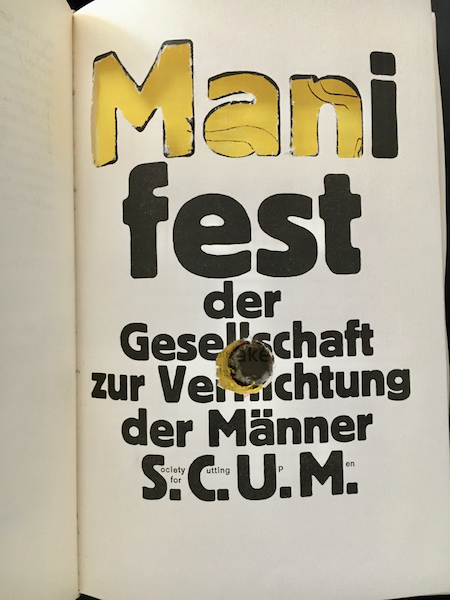 Mani
fest
der
Gesellschaft
zur Vernichtung
der Männer
ociety utting p en
for
S.C.U.M.